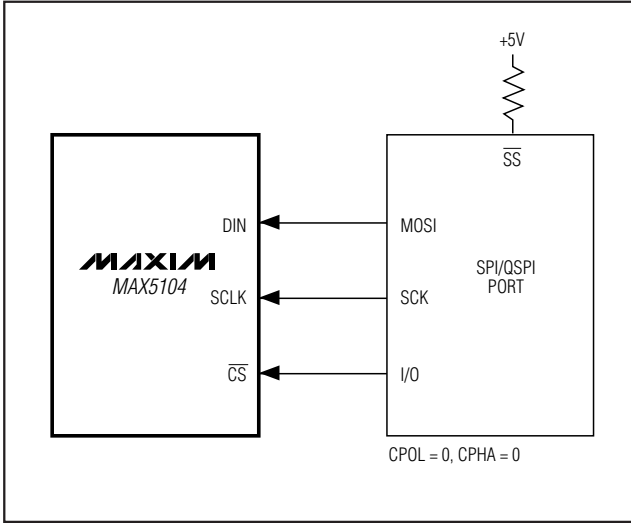 +5V
SS
DIN
MOSI
MAXIM
MAX5104
SPI/QSPI
PORT
SCLK
SCK
CS
I/O
CPOL = 0, CPHA = 0